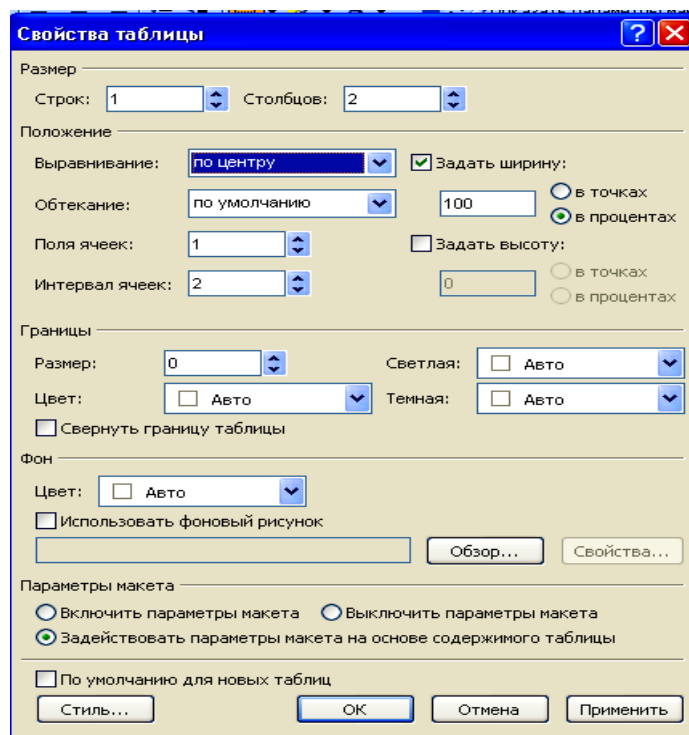 Свойства таблицы
Размер
Строк: 1 Столбцов: 2
Положение
Выравнивание: по центру Задать ширину:
Обтекание: по умолчанию 100 в точках
в процентах
Поля ячеек: 1 Задать высоту:
Интервал ячеек: 2 0 в точках
в процентах
Границы
Размер: 0 Светлая: Авто
Цвет: Авто Темная: Авто
Свернуть границу таблицы
Фон
Цвет: Авто
Использовать фоновый рисунок
Обзор... Свойства...
Параметры макета
Включить параметры макета Выключить параметры макета
Задействовать параметры макета на основе содержимого таблицы
По умолчанию для новых таблиц
Стиль... ОК Отмена Применить